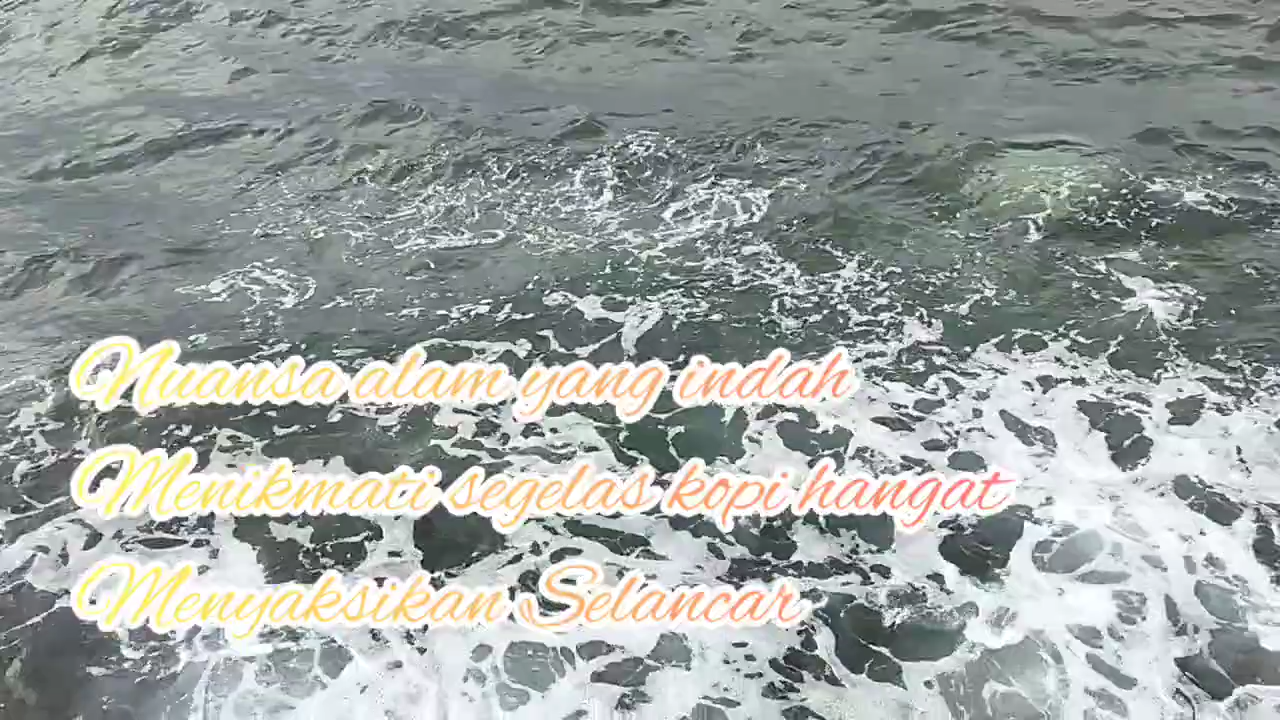 Nuansa alam yang indah
Menikmati segelas kopi hangat
Menyaksikan Selancar